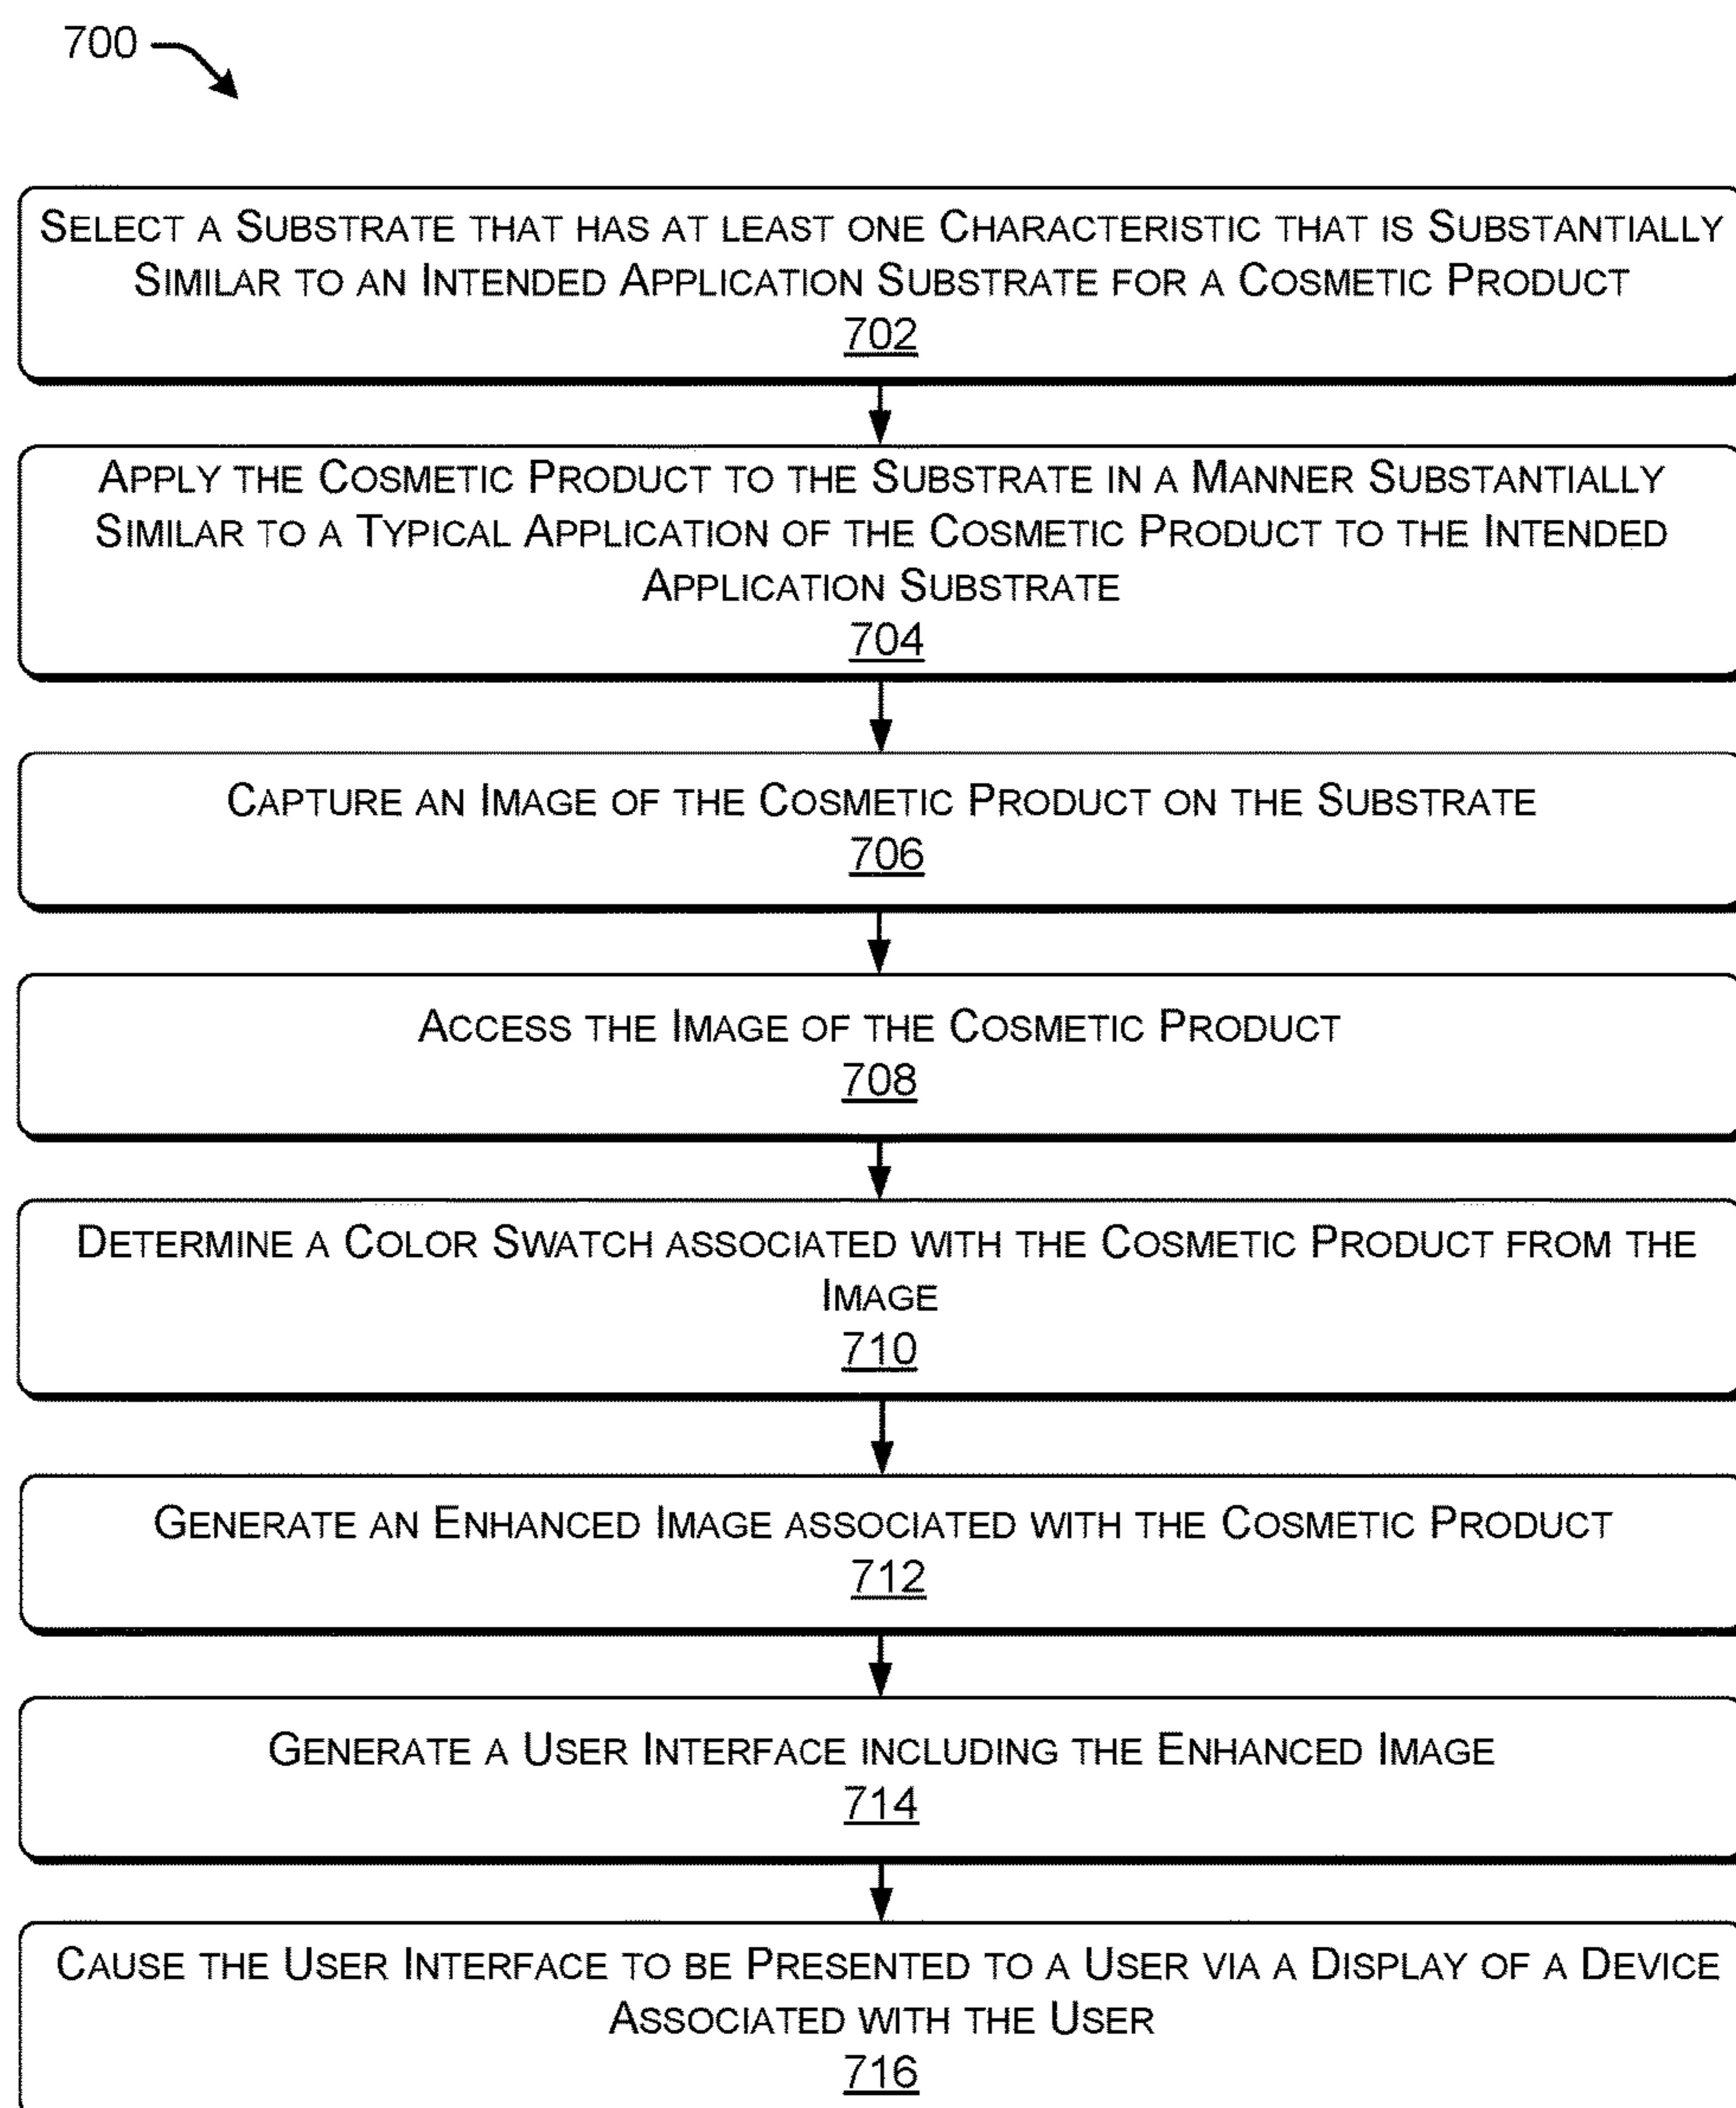 700
SELECT A SUBSTRATE THAT HAS AT LEAST ONE CHARACTERISTIC THAT IS SUBSTANTIALLY
SIMILAR TO AN INTENDED APPLICATION SUBSTRATE FOR A COSMETIC PRODUCT
702
APPLY THE COSMETIC PRODUCT TO THE SUBSTRATE IN A MANNER SUBSTANTIALLY
SIMILAR TO A TYPICAL APPLICATION OF THE COSMETIC PRODUCT TO THE INTENDED
APPLICATION SUBSTRATE
704
CAPTURE AN IMAGE OF THE COSMETIC PRODUCT ON THE SUBSTRATE
706
ACCESS THE IMAGE OF THE COSMETIC PRODUCT
708
DETERMINE A COLOR SWATCH ASSOCIATED WITH THE COSMETIC PRODUCT FROM THE
IMAGE
710
GENERATE AN ENHANCED IMAGE ASSOCIATED WITH THE COSMETIC PRODUCT
712
GENERATE A USER INTERFACE INCLUDING THE ENHANCED IMAGE
714
CAUSE THE USER INTERFACE TO BE PRESENTED TO A USER VIA A DISPLAY OF A DEVICE
ASSOCIATED WITH THE USER
716